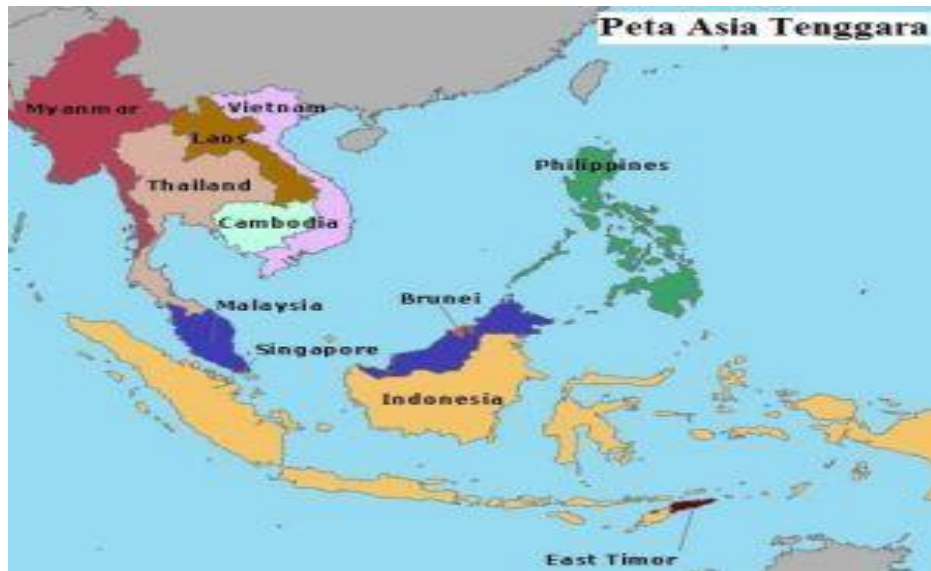 Peta Asia Tenggara
Myanmar
Vietnam
Laos
Thailand
Philippines
Cambodia
Malaysia
Brunei
Singapore
Indonesia
East Timor